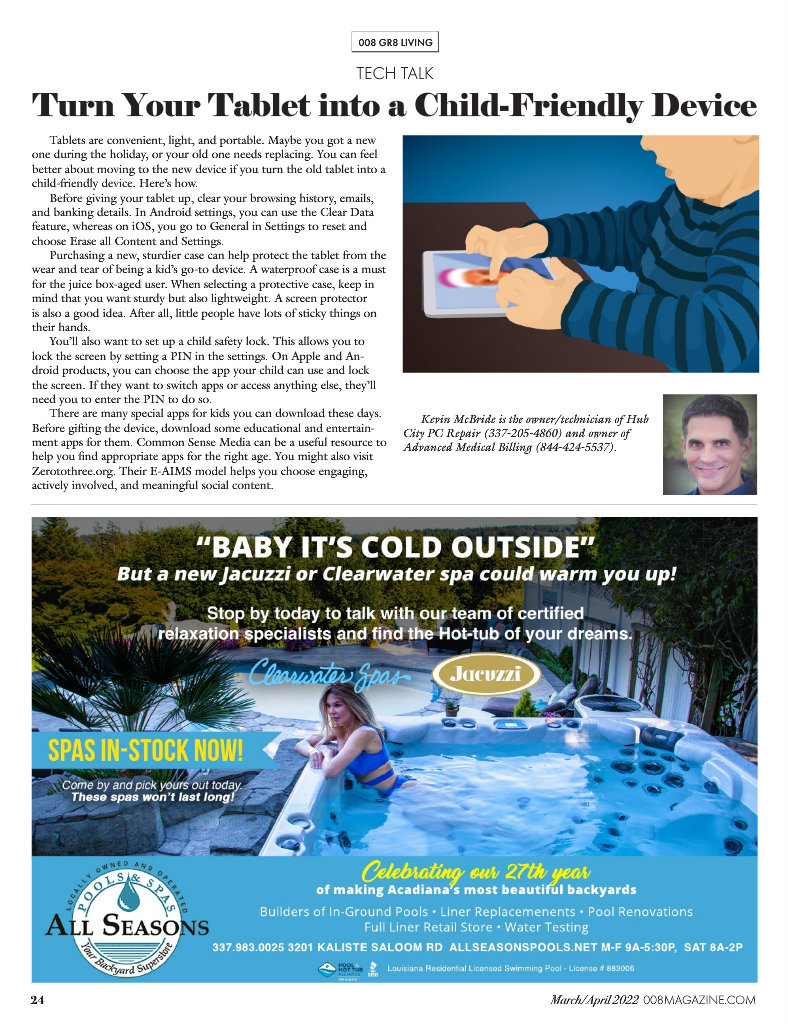 008 GR8 LIVING
TECH TALK
Turn Your Tablet into a Child-Friendly Device
Tablets are convenient, light, and portable. Maybe you got a new
one during the holiday, or your old one needs replacing. You can feel
better about moving to the new device if you turn the old tablet into a
child-friendly device. Here's how.
Before giving your tablet up, clear your browsing history, emails,
and banking details. In Android settings, you can use the Clear Data
feature, whereas on iOS, you go to General in Settings to reset and
choose Erase all Content and Settings.
Purchasing a new, sturdier case can help protect the tablet from the
wear and tear of being a kid's go-to device. A waterproof case is a must
for the juice box-aged user. When selecting a protective case, keep in
mind that you want sturdy but also lightweight. A screen protector
is also a good idea. After all, little people have lots of sticky things on
their hands.
You'll also want to set up a child safety lock. This allows you to
lock the screen by setting a PIN in the settings. On Apple and An-
droid products, you can choose the app your child can use and lock
the screen. If they want to switch apps or access anything else, they'll
need you to enter the PIN to do so.
There are many special apps for kids you can download these days.
Before gifting the device, download some educational and entertain-
ment apps for them. Common Sense Media can be a useful resource to
help you find appropriate apps for the right age. You might also visit
Zerotothree.org. Their E-AIMS model helps you choose engaging,
actively involved, and meaningful social content.
Kevin McBride is the owner/technician of Hub
City PC Repair (337-205-4860) and owner of
Advanced Medical Billing (844-424-5537).
"BABY IT'S COLD OUTSIDE"
But a new Jacuzzi or Clearwater spa could warm you up!
Stop by today to talk with our team of certified
relaxation specialists and find the Hot-tub of your dreams.
Clearwater Spas
Jacuzzi
SPAS IN-STOCK NOW!
Come by and pick yours out today.
These spas won't last long!
LOCALLY OWNED AND OPERATED
POOLS & SPAS
ALL SEASONS
Your Backyard Superstore
Celebrating our 27th year
of making Acadiana's most beautiful backyards
Builders of In-Ground Pools • Liner Replacemenents • Pool Renovations
Full Liner Retail Store • Water Testing
337.983.0025 3201 KALISTE SALOOM RD ALLSEASONSPOOLS.NET M-F 9A-5:30P, SAT 8A-2P
POOL &
HOT TUB
ALLIANCE
MEMBER
BBB
Louisiana Residential Licensed Swimming Pool - License # 883006
24
March/April 2022 008MAGAZINE.COM